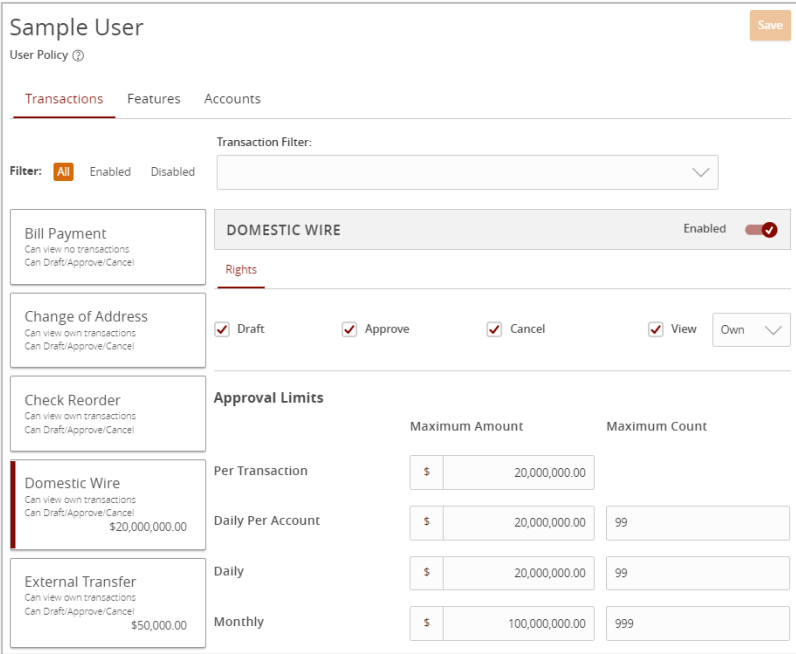 Sample User
Save
User Policy ?
Transactions Features Accounts
Transaction Filter:
Filter: All Enabled Disabled
Bill Payment
Can view no transactions
Can Draft/Approve/Cancel
Change of Address
Can view own transactions
Can Draft/Approve/Cancel
Check Reorder
Can view own transactions
Can Draft/Approve/Cancel
Domestic Wire
Can view own transactions
Can Draft/Approve/Cancel
$20,000,000.00
External Transfer
Can view own transactions
Can Draft/Approve/Cancel
$50,000.00
DOMESTIC WIRE Enabled
Rights
Draft Approve Cancel View Own
Approval Limits
Maximum Amount Maximum Count
Per Transaction $ 20,000,000.00
Daily Per Account $ 20,000,000.00 99
Daily $ 20,000,000.00 99
Monthly $ 100,000,000.00 999